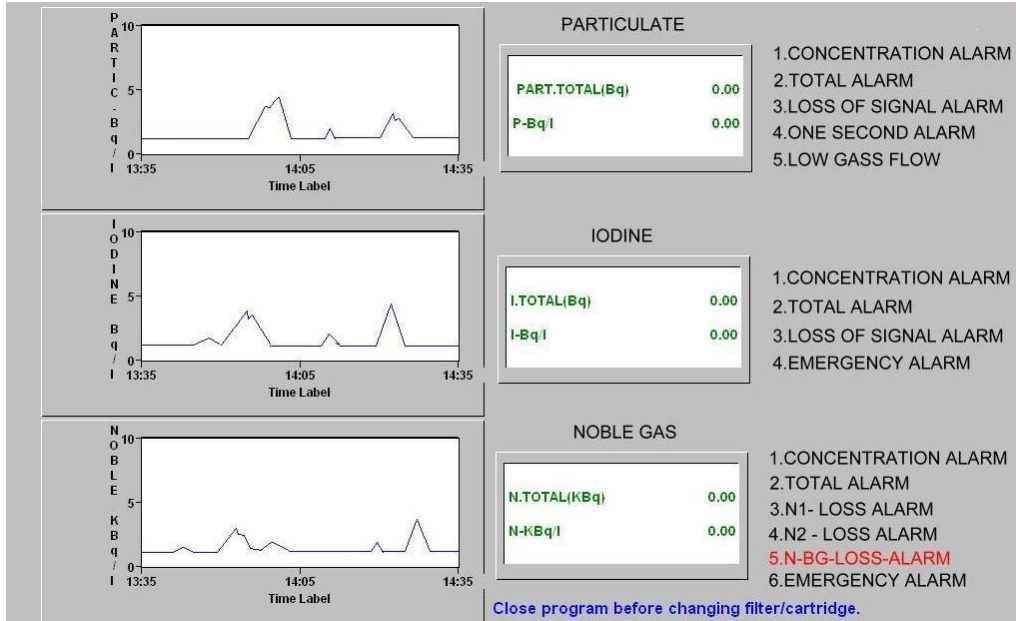 PARTIC-Bq/l
10
5
0
13:35 14:05 14:35
Time Label
PARTICULATE
PART.TOTAL(Bq) 0.00
P-Bq/l 0.00
1.CONCENTRATION ALARM
2.TOTAL ALARM
3.LOSS OF SIGNAL ALARM
4.ONE SECOND ALARM
5.LOW GASS FLOW
IODINE Bq/l
10
5
0
13:35 14:05 14:35
Time Label
IODINE
I.TOTAL(Bq) 0.00
I-Bq/l 0.00
1.CONCENTRATION ALARM
2.TOTAL ALARM
3.LOSS OF SIGNAL ALARM
4.EMERGENCY ALARM
NOBLE KBq/l
10
5
0
13:35 14:05 14:35
Time Label
NOBLE GAS
N.TOTAL(KBq) 0.00
N-KBq/l 0.00
1.CONCENTRATION ALARM
2.TOTAL ALARM
3.N1- LOSS ALARM
4.N2 - LOSS ALARM
5.N-BG-LOSS-ALARM
6.EMERGENCY ALARM
Close program before changing filter/cartridge.